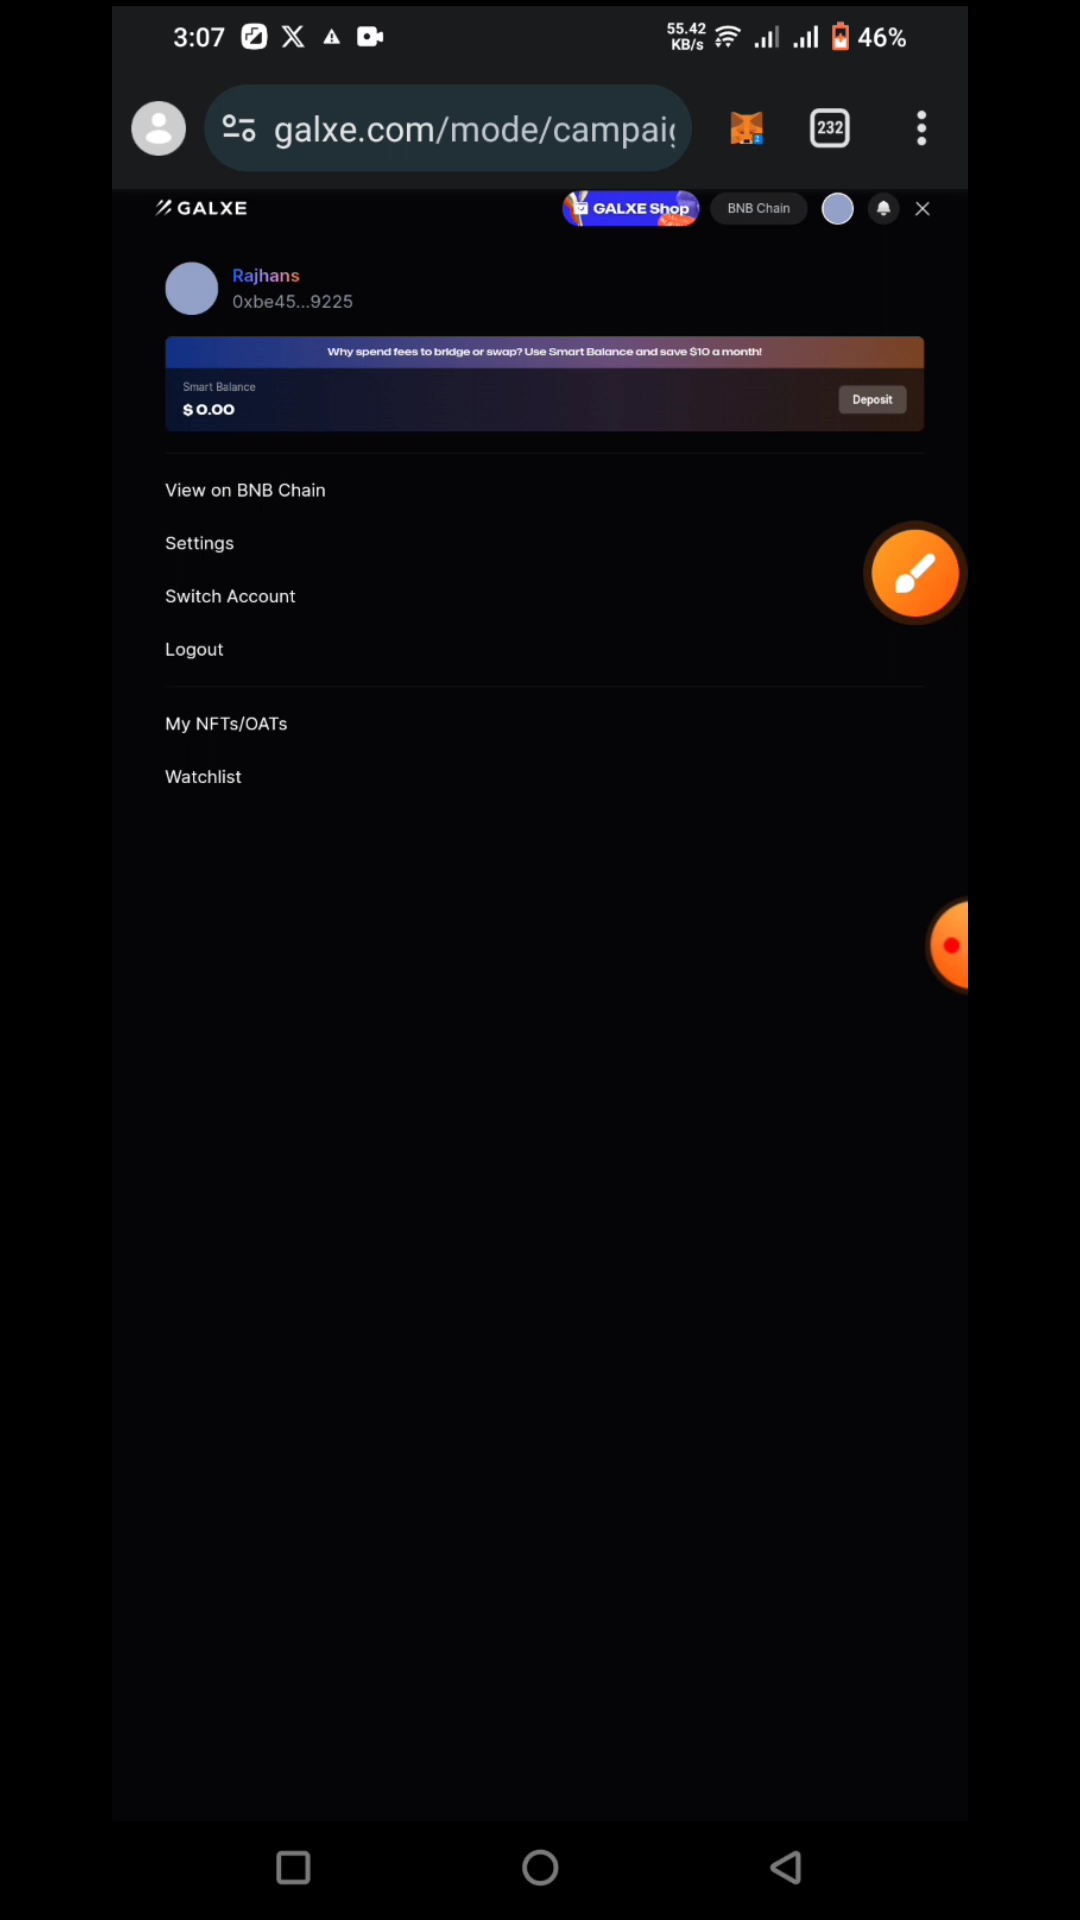 3:07 55.42 KB/s 46%
galxe.com/mode/campaig 232
GALXE GALXE Shop BNB Chain
Rajhans
0xbe45...9225
Why spend fees to bridge or swap? Use Smart Balance and save $10 a month!
Smart Balance
$0.00
Deposit
View on BNB Chain
Settings
Switch Account
Logout
My NFTs/OATs
Watchlist